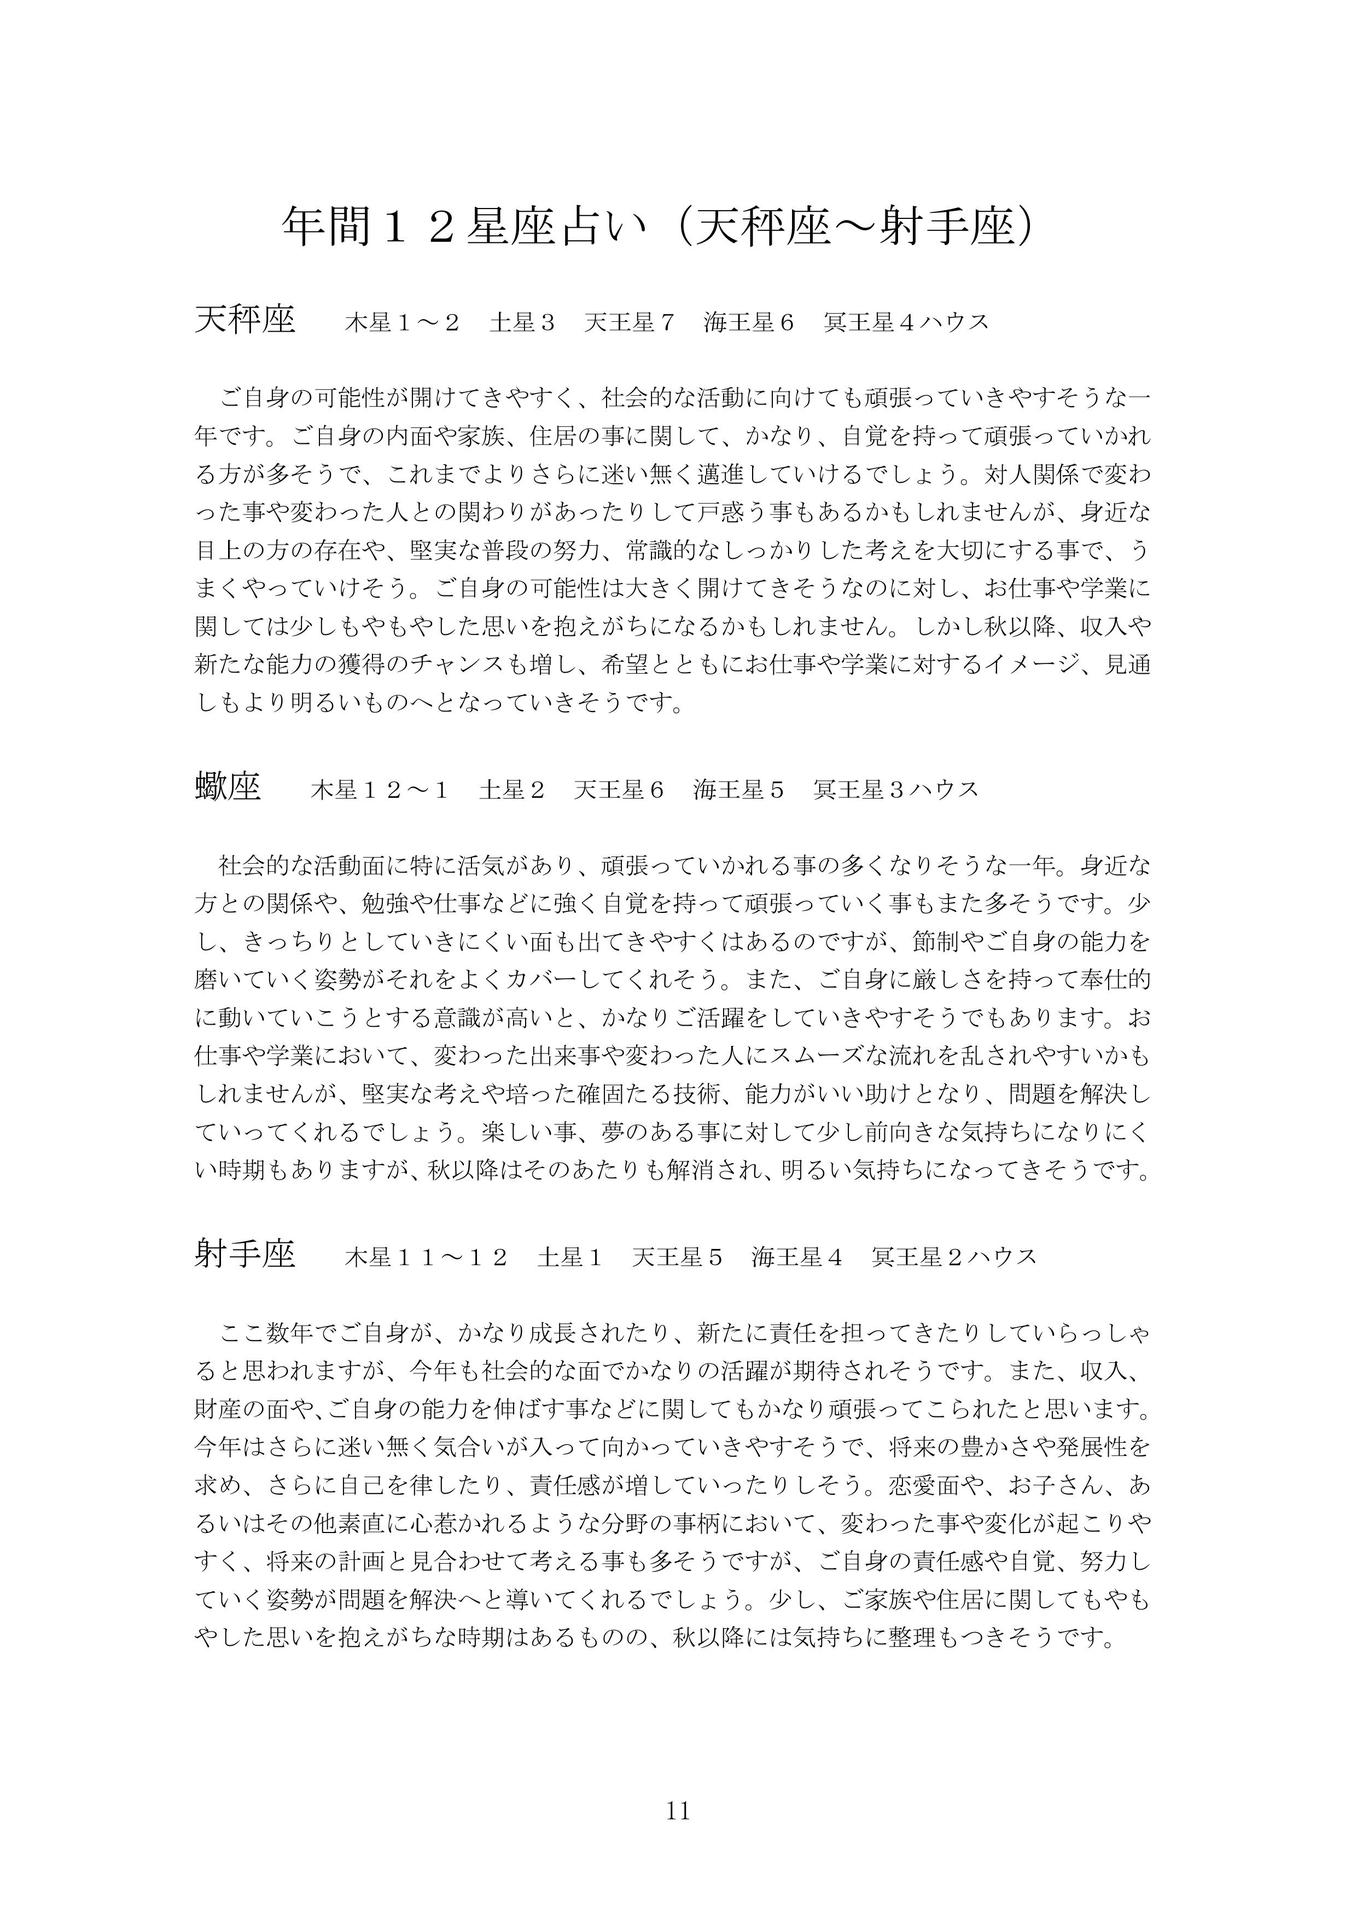 年間１２星座占い（天秤座～射手座）
天秤座　木星１～２　土星３　天王星７　海王星６　冥王星４ハウス
　ご自身の可能性が開けてきやすく、社会的な活動に向けても頑張っていきやすそうな一
年です。ご自身の内面や家族、住居の事に関して、かなり、自覚を持って頑張っていかれ
る方が多そうで、これまでよりさらに迷い無く邁進していけるでしょう。対人関係で変わ
った事や変わった人との関わりがあったりして戸惑う事もあるかもしれませんが、身近な
目上の方の存在や、堅実な普段の努力、常識的なしっかりした考えを大切にする事で、う
まくやっていけそう。ご自身の可能性は大きく開けてきそうなのに対し、お仕事や学業に
関しては少しもやもやした思いを抱えがちになるかもしれません。しかし秋以降、収入や
新たな能力の獲得のチャンスも増し、希望とともにお仕事や学業に対するイメージ、見通
しもより明るいものへとなっていきそうです。
蠍座　木星１２～１　土星２　天王星６　海王星５　冥王星３ハウス
　社会的な活動面に特に活気があり、頑張っていかれる事の多くなりそうな一年。身近な
方との関係や、勉強や仕事などに強く自覚を持って頑張っていく事もまた多そうです。少
し、きっちりとしていきにくい面も出てきやすくはあるのですが、節制やご自身の能力を
磨いていく姿勢がそれをよくカバーしてくれそう。また、ご自身に厳しさを持って奉仕的
に動いていこうとする意識が高いと、かなりご活躍をしていきやすそうでもあります。お
仕事や学業において、変わった出来事や変わった人にスムーズな流れを乱されやすいかも
しれませんが、堅実な考えや培った確固たる技術、能力がいい助けとなり、問題を解決し
ていってくれるでしょう。楽しい事、夢のある事に対して少し前向きな気持ちになりにく
い時期もありますが、秋以降はそのあたりも解消され、明るい気持ちになってきそうです。
射手座　木星１１～１２　土星１　天王星５　海王星４　冥王星２ハウス
　ここ数年でご自身が、かなり成長されたり、新たに責任を担ってきたりしていらっしゃ
ると思われますが、今年も社会的な面でかなりの活躍が期待されそうです。また、収入、
財産の面や、ご自身の能力を伸ばす事などに関してもかなり頑張ってこられたと思います。
今年はさらに迷い無く気合いが入って向かっていきやすそうで、将来の豊かさや発展性を
求め、さらに自己を律したり、責任感が増していったりしそう。恋愛面や、お子さん、あ
るいはその他素直に心惹かれるような分野の事柄において、変わった事や変化が起こりや
すく、将来の計画と見合わせて考える事も多そうですが、ご自身の責任感や自覚、努力し
ていく姿勢が問題を解決へと導いてくれるでしょう。少し、ご家族や住居に関してもやも
やした思いを抱えがちな時期はあるものの、秋以降には気持ちに整理もつきそうです。
11